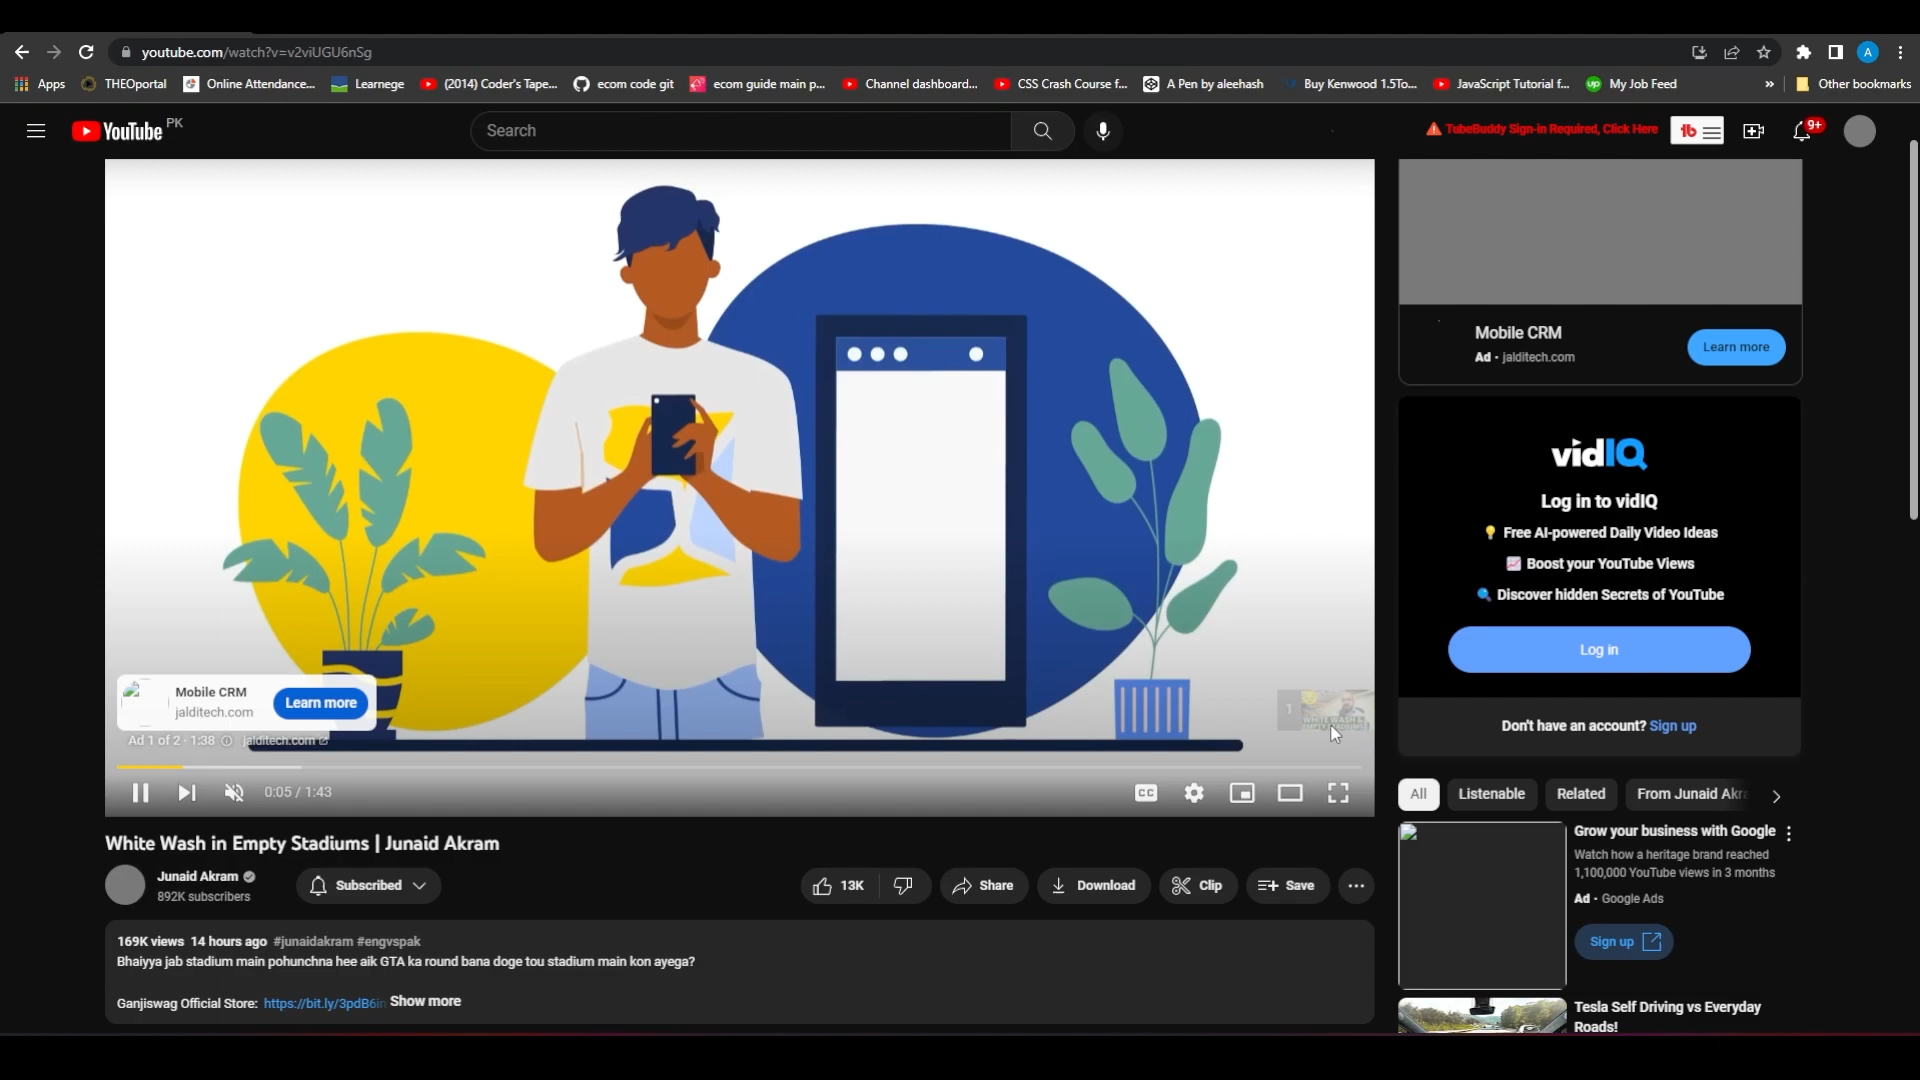 youtube.com/watch?v=v2viUGU6nSg
A
Apps
THEOportal
Online Attendance...
Learnege
(2014) Coder's Tape...
ecom code git
ecom guide main p...
Channel dashboard...
CSS Crash Course f...
A Pen by aleehash
Buy Kenwood 1.5To...
JavaScript Tutorial f...
up My Job Feed
»
Other bookmarks
YouTube PK
Search
TubeBuddy Sign-in Required, Click Here
tb
9+
Mobile CRM
Ad · jalditech.com
Learn more
vidIQ
Log in to vidIQ
Free AI-powered Daily Video Ideas
Boost your YouTube Views
Discover hidden Secrets of YouTube
Log in
Don't have an account? Sign up
Mobile CRM
jalditech.com
Learn more
Ad 1 of 2 · 1:38 jalditech.com
1
WHITE WASH
0:05 / 1:43
CC
All
Listenable
Related
From Junaid Akra
White Wash in Empty Stadiums | Junaid Akram
Junaid Akram
892K subscribers
Subscribed
13K
Share
Download
Clip
Save
169K views 14 hours ago #junaidakram #engvspak
Bhaiyya jab stadium main pohunchna hee aik GTA ka round bana doge tou stadium main kon ayega?
Ganjiswag Official Store: https://bit.ly/3pdB6in Show more
Grow your business with Google
Watch how a heritage brand reached
1,100,000 YouTube views in 3 months
Ad · Google Ads
Sign up
Tesla Self Driving vs Everyday
Roads!